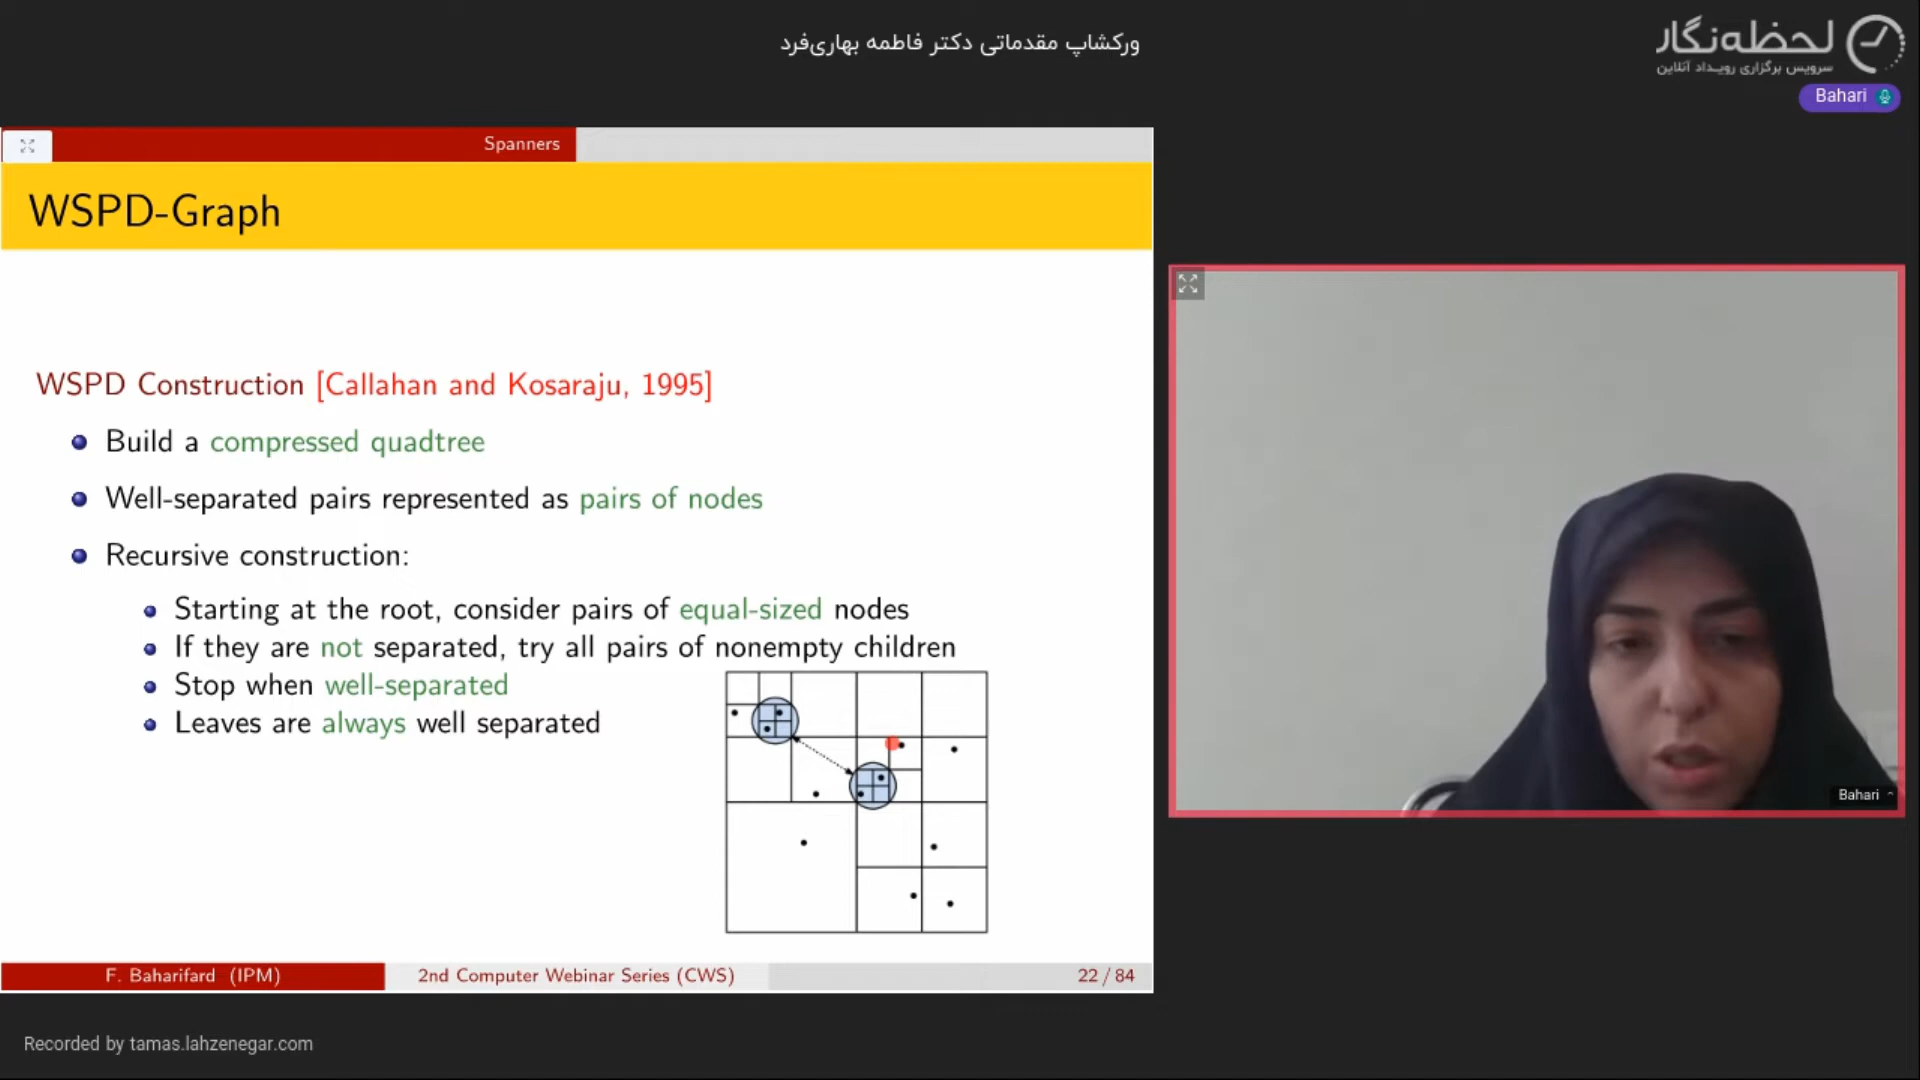 ورکشاپ مقدماتی دکتر فاطمه بهاری‌فرد
لحظه‌نگار
سرویس برگزاری رویداد آنلاین
Bahari
Spanners
WSPD-Graph
WSPD Construction [Callahan and Kosaraju, 1995]
Build a compressed quadtree
Well-separated pairs represented as pairs of nodes
Recursive construction:
Starting at the root, consider pairs of equal-sized nodes
If they are not separated, try all pairs of nonempty children
Stop when well-separated
Leaves are always well separated
Bahari
F. Baharifard (IPM)
2nd Computer Webinar Series (CWS)
22 / 84
Recorded by tamas.lahzenegar.com